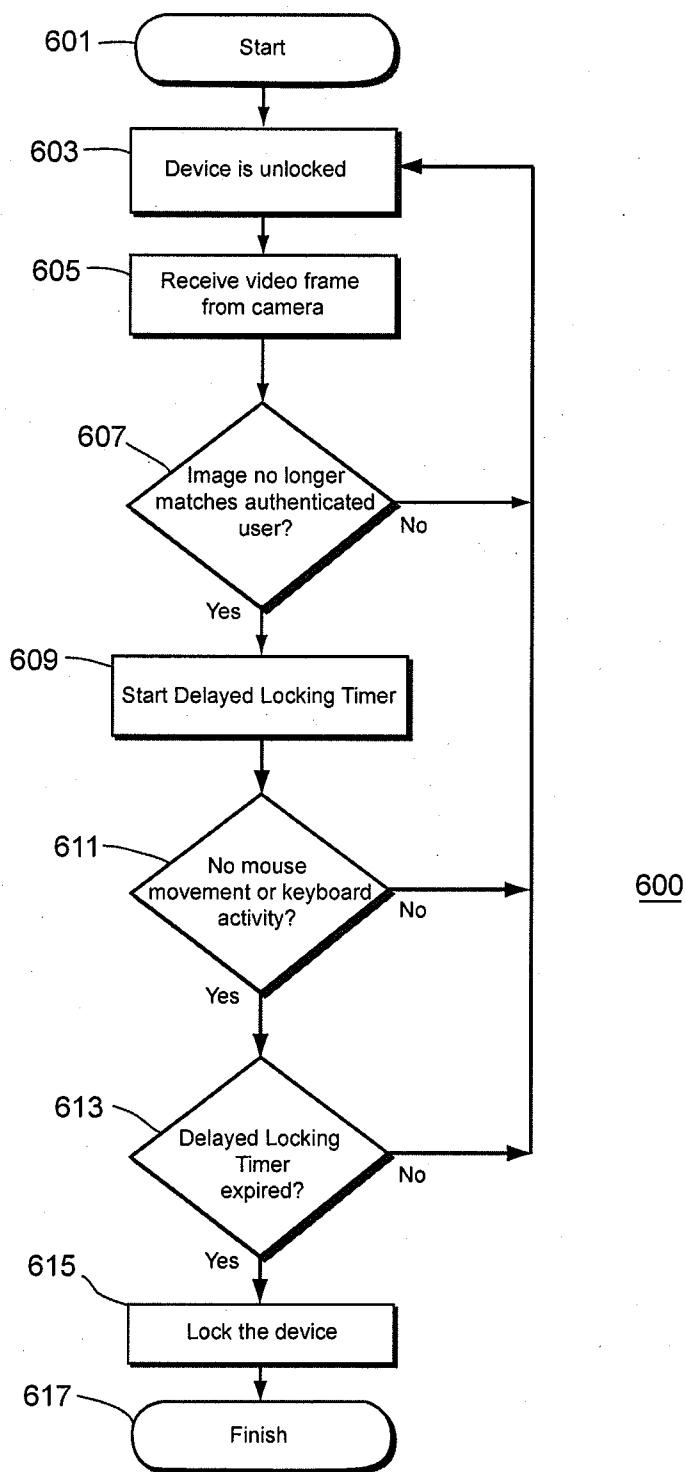 601
Start
603
Device is unlocked
605
Receive video frame
from camera
607
Image no longer
matches authenticated
user?
No
Yes
609
Start Delayed Locking Timer
611
No mouse
movement or keyboard
activity?
No
600
Yes
613
Delayed Locking
Timer
expired?
No
Yes
615
Lock the device
617
Finish